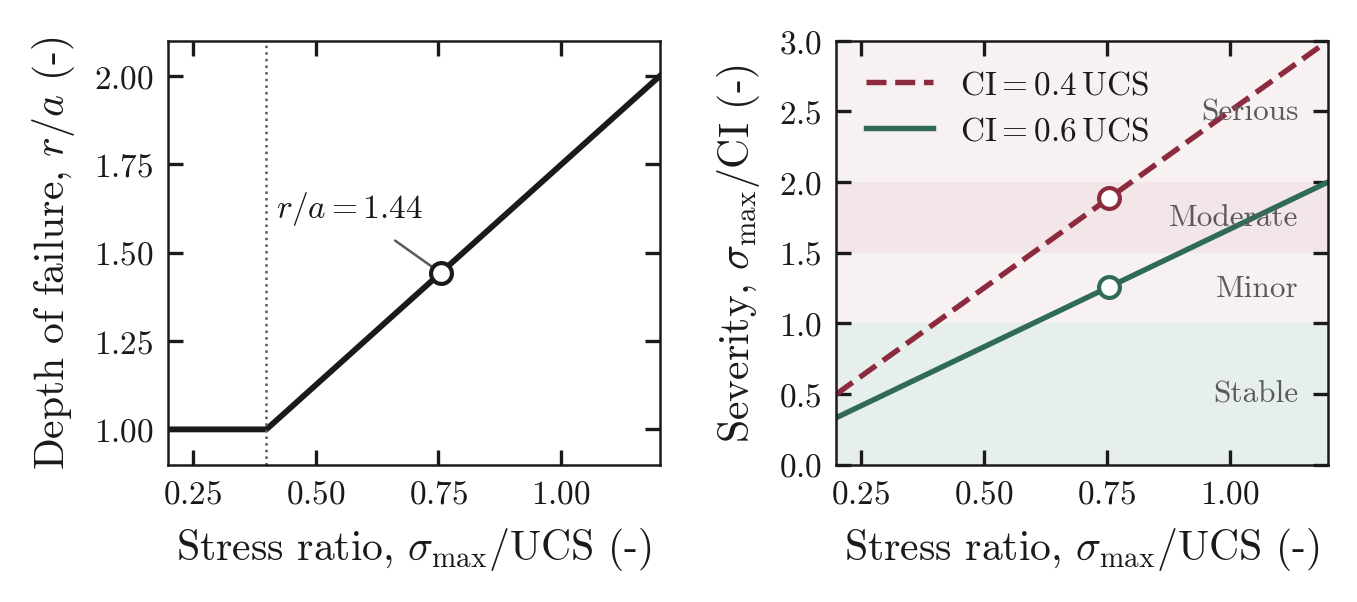 Depth of failure, r/a (-)
2.00
1.75
1.50
1.25
1.00
r/a = 1.44
0.25 0.50 0.75 1.00
Stress ratio, σmax/UCS (-)
Severity, σmax/CI (-)
3.0
2.5
2.0
1.5
1.0
0.5
0.0
CI = 0.4 UCS
CI = 0.6 UCS
Serious
Moderate
Minor
Stable
0.25 0.50 0.75 1.00
Stress ratio, σmax/UCS (-)